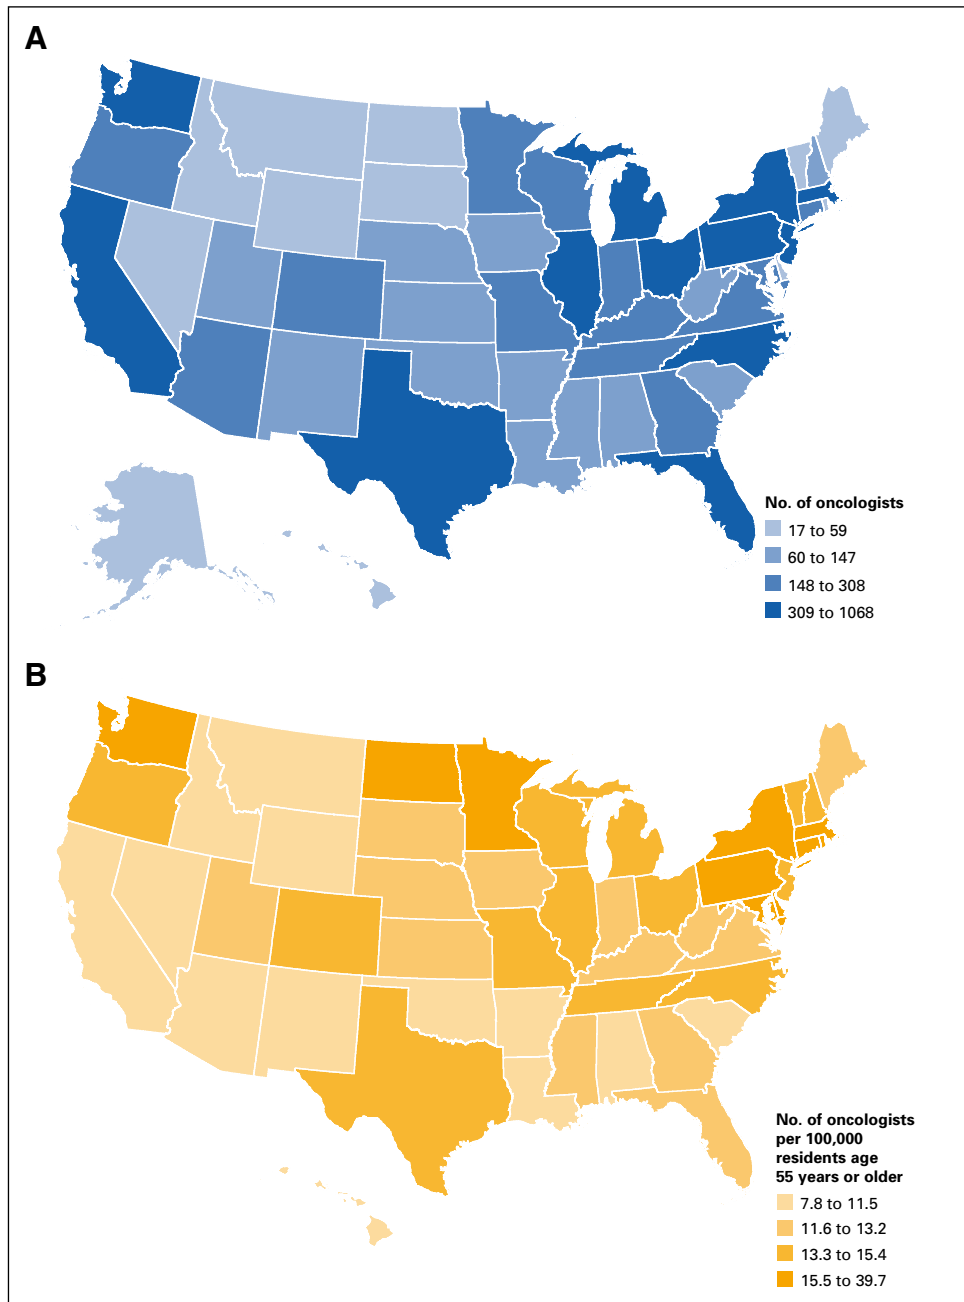 A
No. of oncologists
17 to 59
60 to 147
148 to 308
309 to 1068
B
No. of oncologists
per 100,000
residents age
55 years or older
7.8 to 11.5
11.6 to 13.2
13.3 to 15.4
15.5 to 39.7